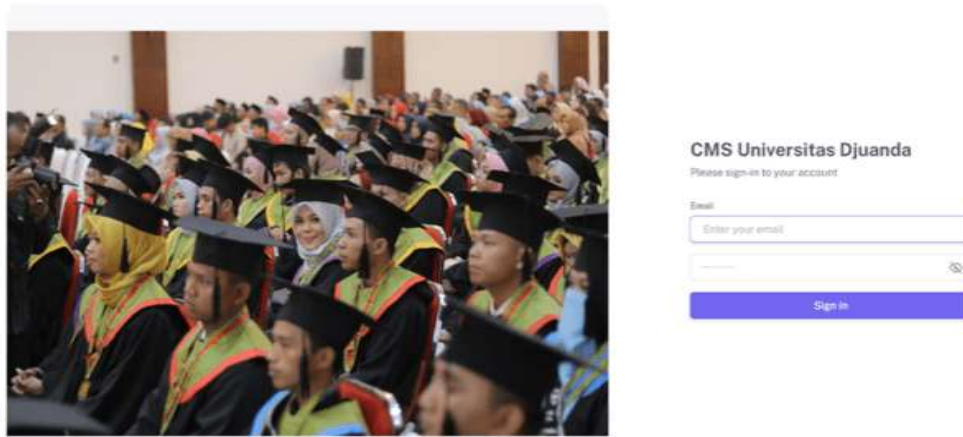 CMS Universitas Djuanda
Please sign-in to your account
Email
Enter your email
Sign in